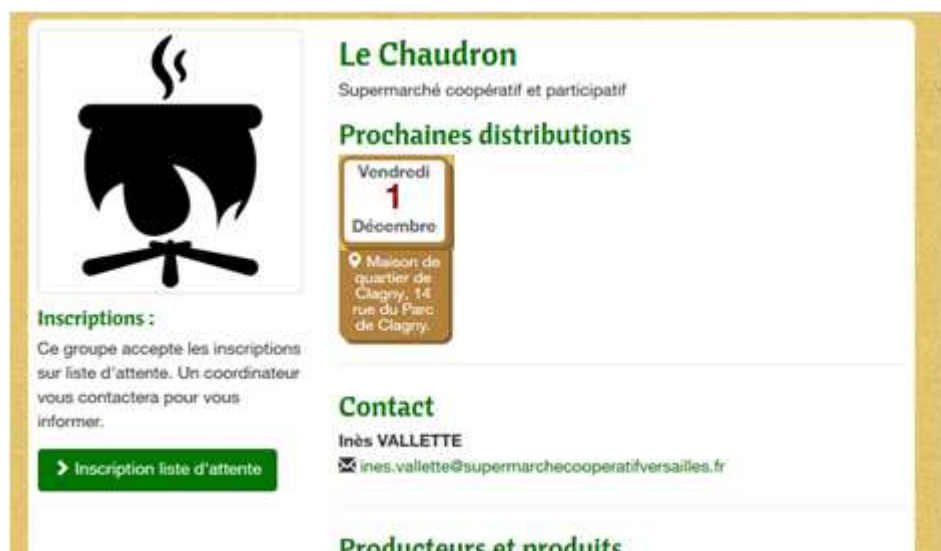 Le Chaudron
Supermarché coopératif et participatif
Prochaines distributions
Vendredi
1
Décembre
Maison de
quartier de
Clagny, 14
rue du Parc
de Clagny.
Inscriptions :
Ce groupe accepte les inscriptions
sur liste d'attente. Un coordinateur
vous contactera pour vous
informer.
Inscription liste d'attente
Contact
Inès VALLETTE
ines.vallette@supermarchecooperatifversailles.fr
Producteurs et produits